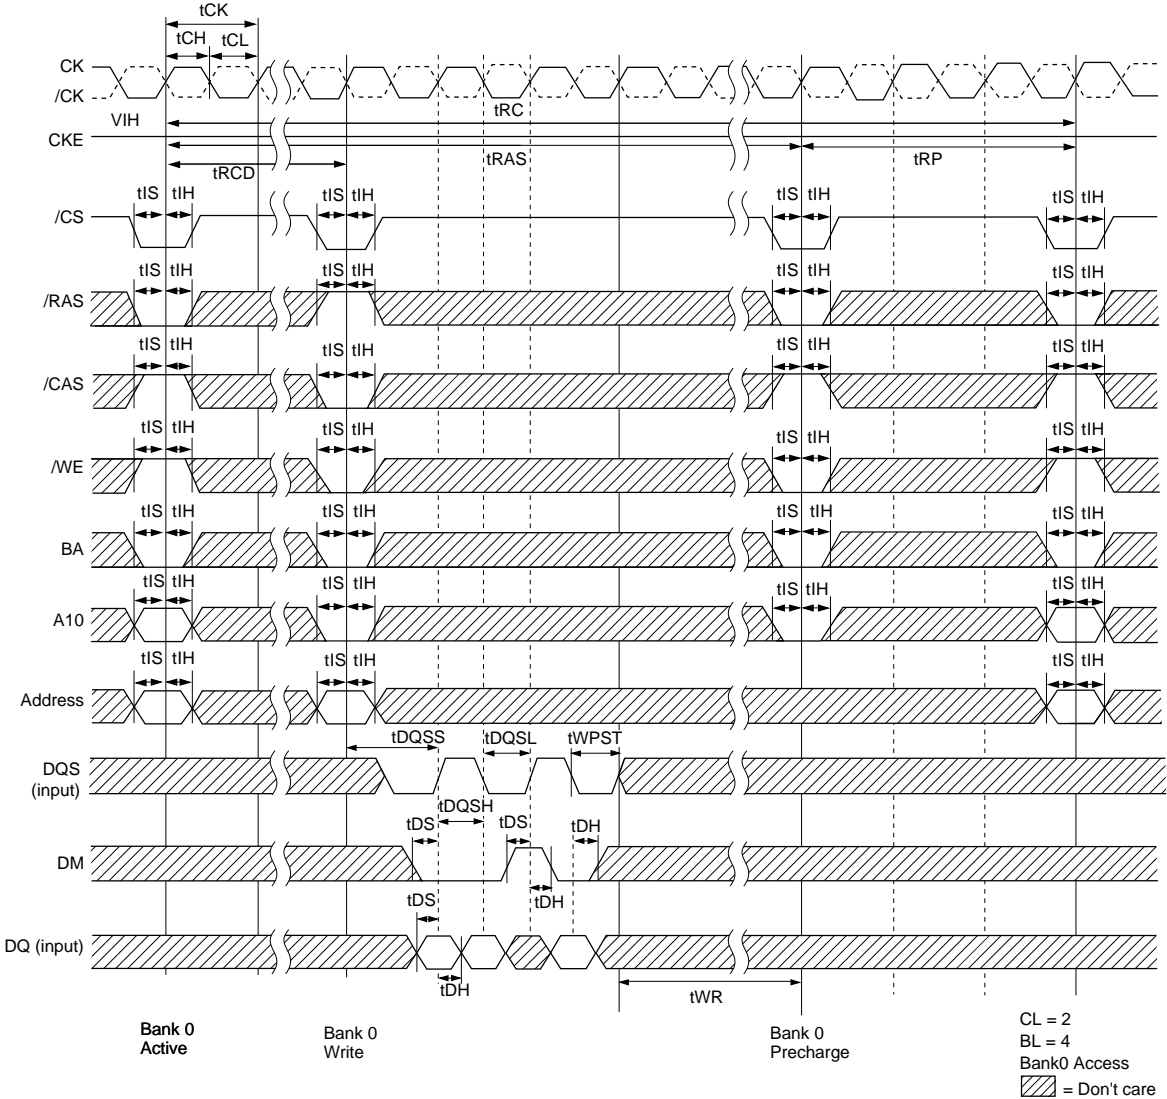 tCK
tCH tCL
CK
/CK
tRC
VIH
CKE
tRAS tRP
tRCD
tIS tIH tIS tIH tIS tIH tIS tIH
/CS
tIS tIH tIS tIH tIS tIH tIS tIH
/RAS
tIS tIH tIS tIH tIS tIH tIS tIH
/CAS
tIS tIH tIS tIH tIS tIH tIS tIH
/WE
tIS tIH tIS tIH tIS tIH tIS tIH
BA
tIS tIH tIS tIH tIS tIH tIS tIH
A10
tIS tIH tIS tIH tIS tIH
Address
tDQSS tDQSL tWPST
DQS
(input)
tDQSH
tDS tDS tDH
DM
tDS tDH
DQ (input)
tDH tWR
Bank 0
Active
Bank 0
Write
Bank 0
Precharge
CL = 2
BL = 4
Bank0 Access
= Don't care